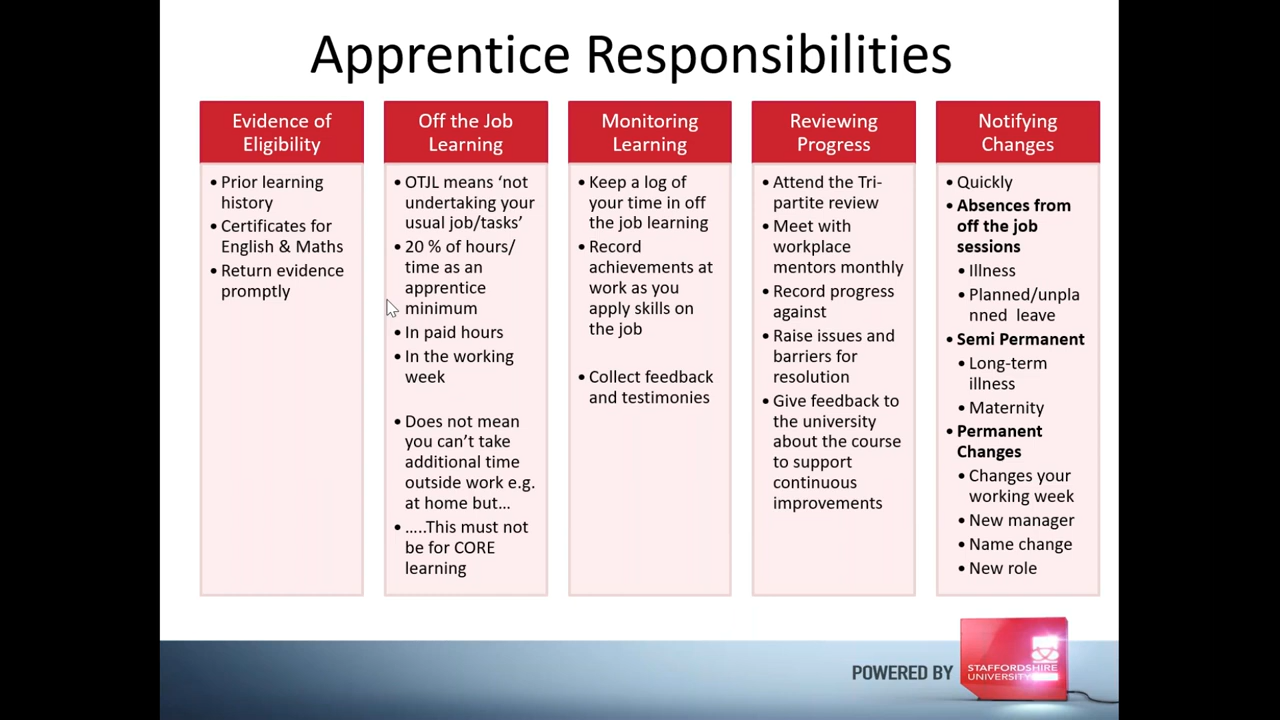 Apprentice Responsibilities
Evidence of
Eligibility
• Prior learning
history
• Certificates for
English & Maths
• Return evidence
promptly
Off the Job
Learning
• OTJL means ‘not
undertaking your
usual job/tasks’
• 20 % of hours/
time as an
apprentice
minimum
• In paid hours
• In the working
week
• Does not mean
you can’t take
additional time
outside work e.g.
at home but…
• …..This must not
be for CORE
learning
Monitoring
Learning
• Keep a log of
your time in off
the job learning
• Record
achievements at
work as you
apply skills on
the job
• Collect feedback
and testimonies
Reviewing
Progress
• Attend the Tri-
partite review
• Meet with
workplace
mentors monthly
• Record progress
against
• Raise issues and
barriers for
resolution
• Give feedback to
the university
about the course
to support
continuous
improvements
Notifying
Changes
• Quickly
• Absences from
off the job
sessions
• Illness
• Planned/unpla
nned leave
• Semi Permanent
• Long-term
illness
• Maternity
• Permanent
Changes
• Changes your
working week
• New manager
• Name change
• New role
POWERED BY
STAFFORDSHIRE
UNIVERSITY